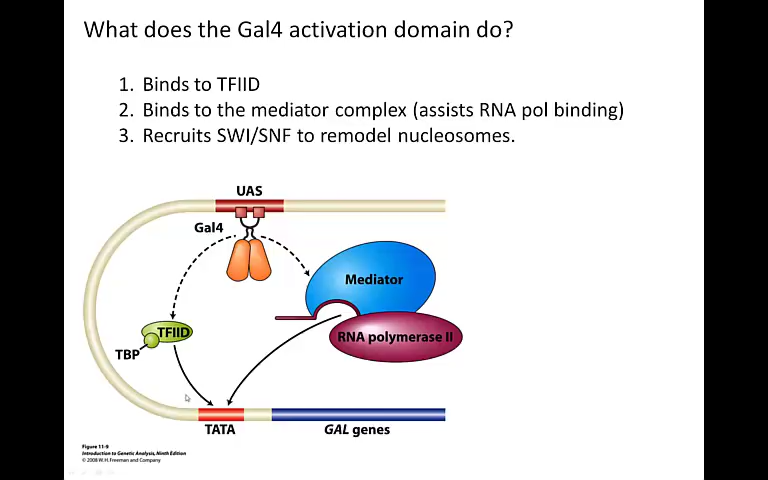 What does the Gal4 activation domain do?
1. Binds to TFIID
2. Binds to the mediator complex (assists RNA pol binding)
3. Recruits SWI/SNF to remodel nucleosomes.
UAS
Gal4
Mediator
TFIID
RNA polymerase II
TBP
TATA
GAL genes
Figure 11-9
Introduction to Genetic Analysis, Ninth Edition
© 2008 W. H. Freeman and Company